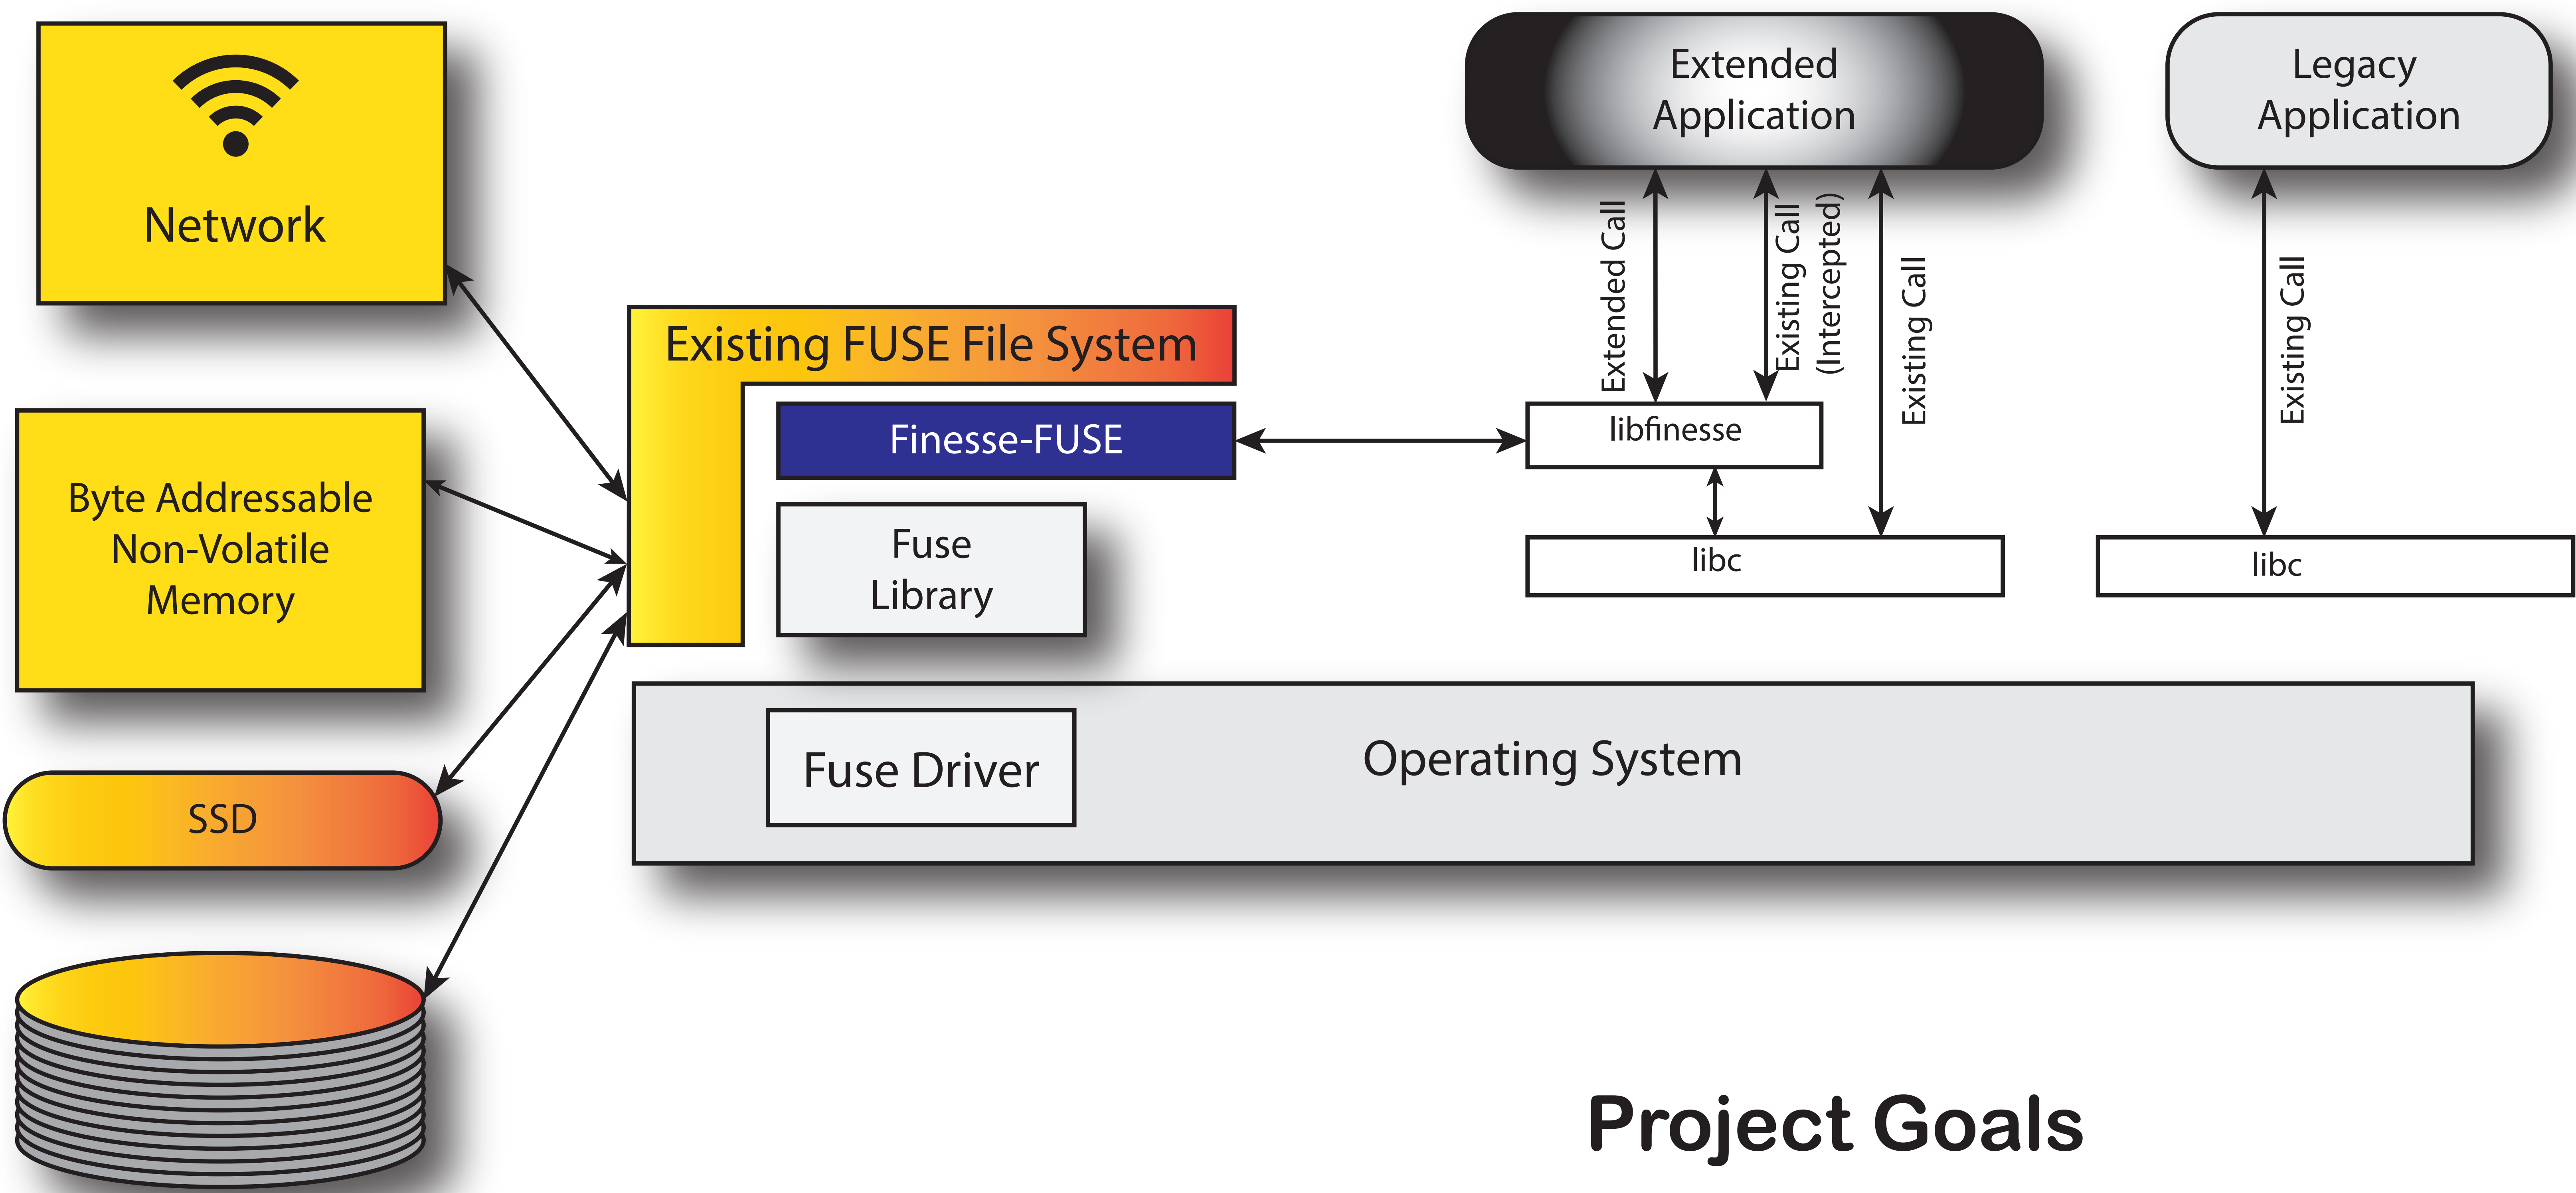 Network
Byte Addressable
Non-Volatile
Memory
SSD
Existing FUSE File System
Finesse-FUSE
Fuse
Library
Fuse Driver
Operating System
Extended
Application
Extended Call
Existing Call
(Intercepted)
Existing Call
libfinesse
libc
Legacy
Application
Existing Call
libc
Project Goals